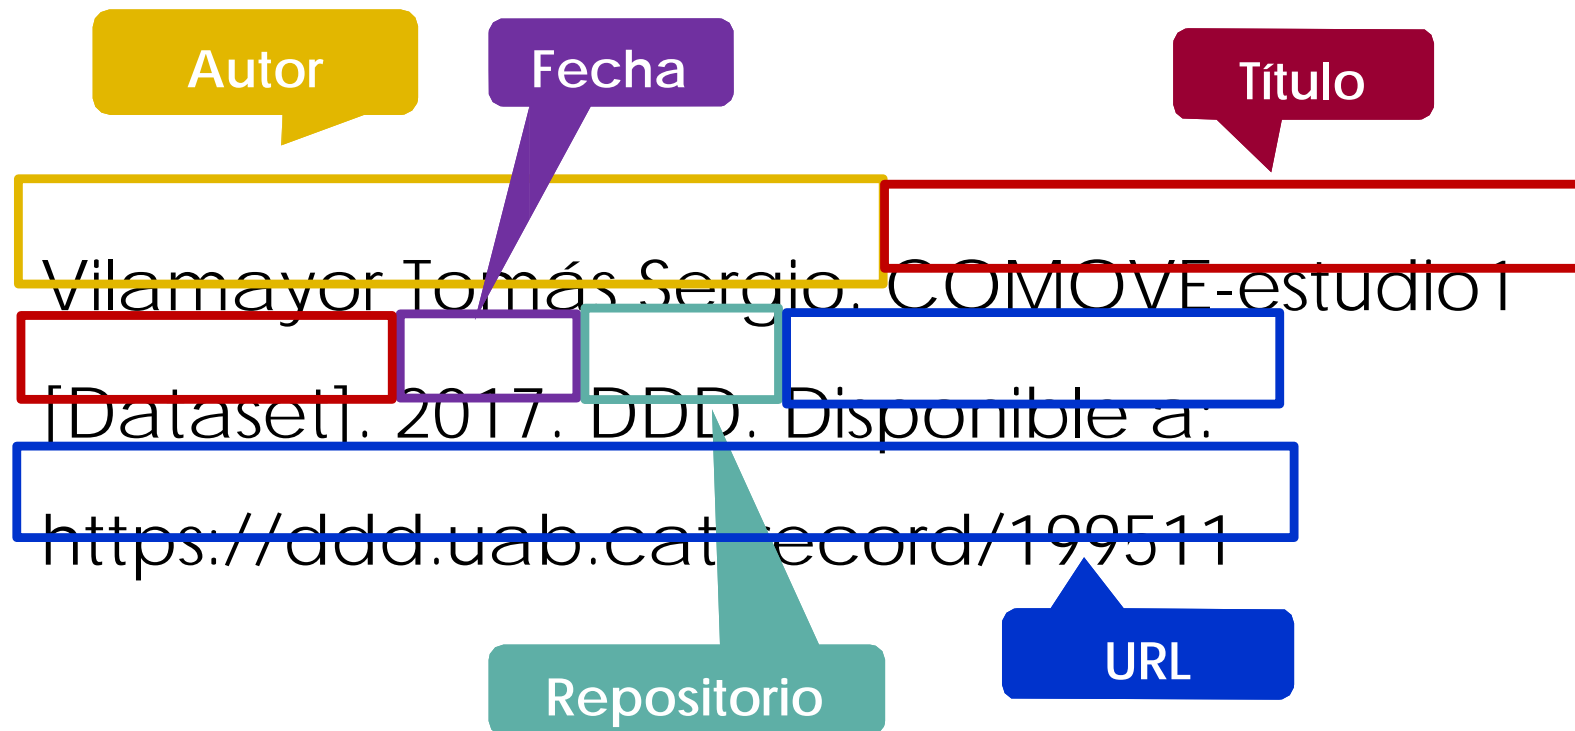 Autor
Fecha
Título
Vilamayor Tomás Sergio. COMOVE-estudio1
[Dataset]. 2017. DDD. Disponible a:
https://ddd.uab.cat/record/199511
Repositorio
URL